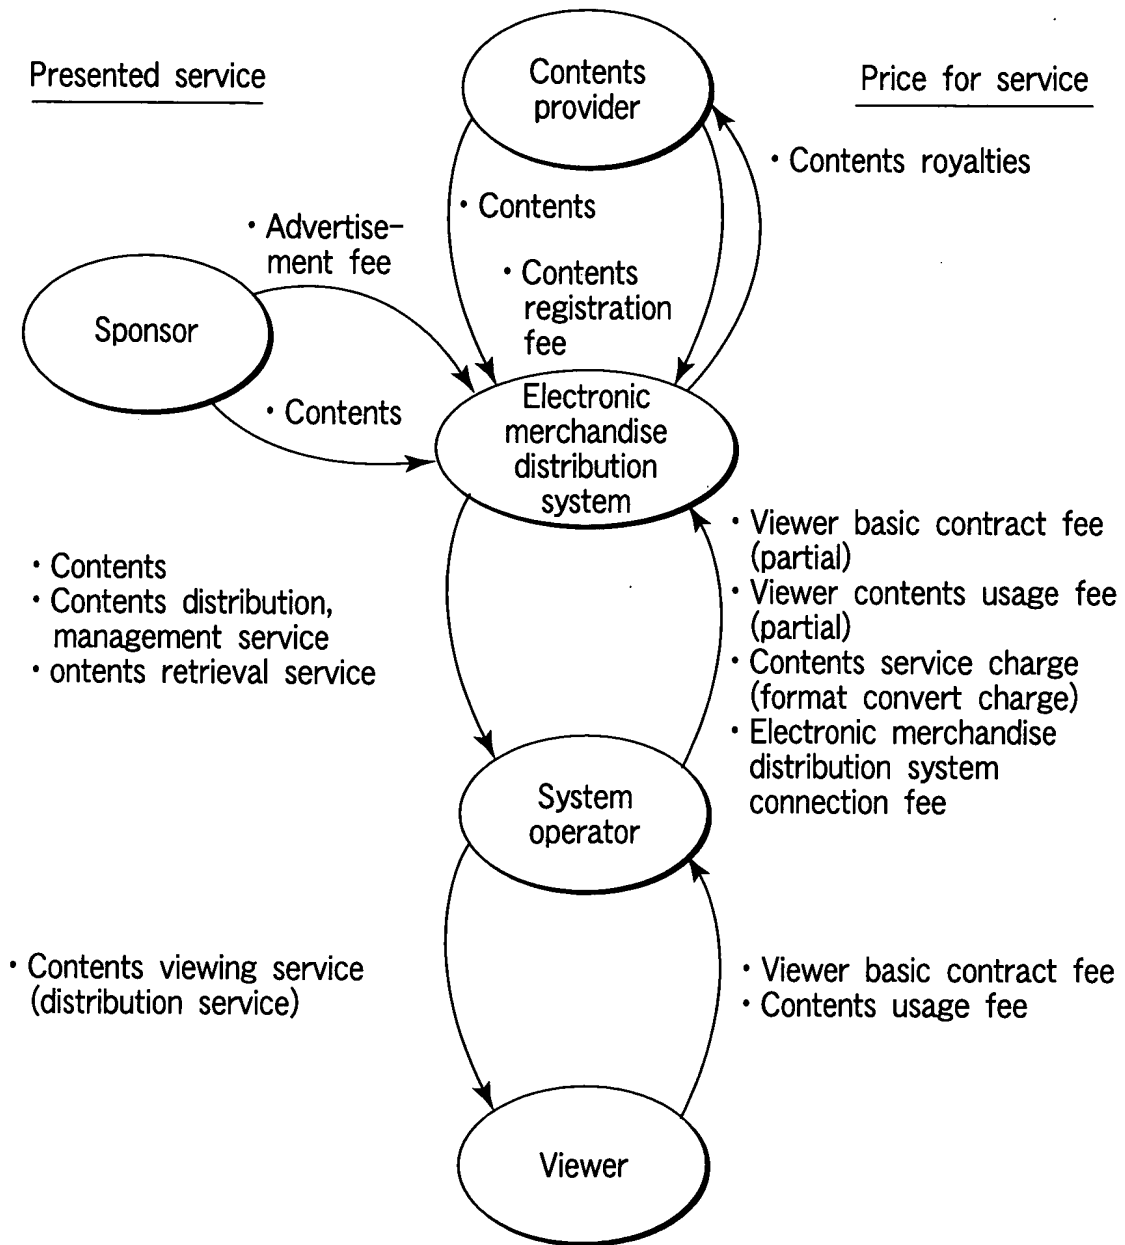 Presented service
Contents
provider
Price for service
・Contents royalties
・Contents
・Advertise-
ment fee
・Contents
registration
fee
Sponsor
・Contents
Electronic
merchandise
distribution
system
・Contents
・Contents distribution,
management service
・ontents retrieval service
・Viewer basic contract fee
(partial)
・Viewer contents usage fee
(partial)
・Contents service charge
(format convert charge)
・Electronic merchandise
distribution system
connection fee
System
operator
・Contents viewing service
(distribution service)
・Viewer basic contract fee
・Contents usage fee
Viewer